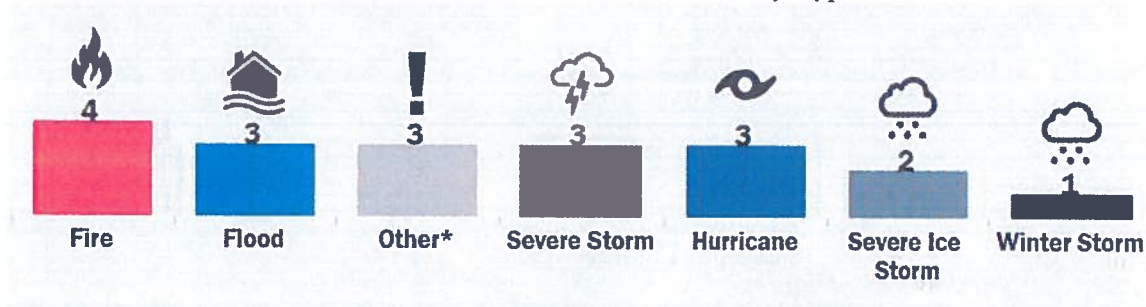 4
3
3
3
3
2
1
Fire
Flood
Other*
Severe Storm
Hurricane
Severe Ice
Storm
Winter Storm